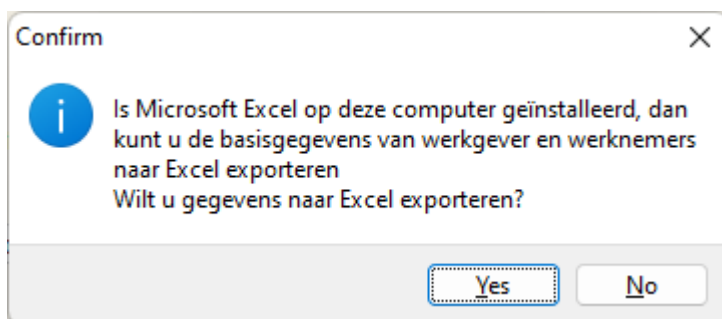 Confirm
Is Microsoft Excel op deze computer geïnstalleerd, dan
kunt u de basisgegevens van werkgever en werknemers
naar Excel exporteren
Wilt u gegevens naar Excel exporteren?
Yes
No